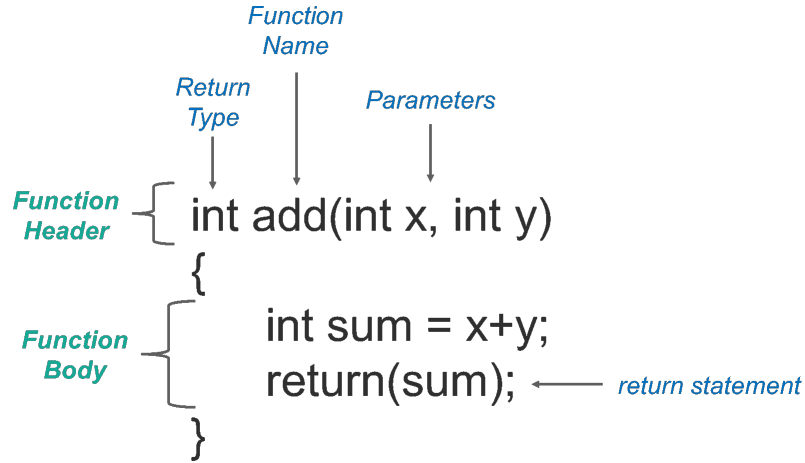 Function
Name
Return
Type
Parameters
Function
Header
int add(int x, int y)
{
Function
Body
int sum = x+y;
return(sum);
return statement
}